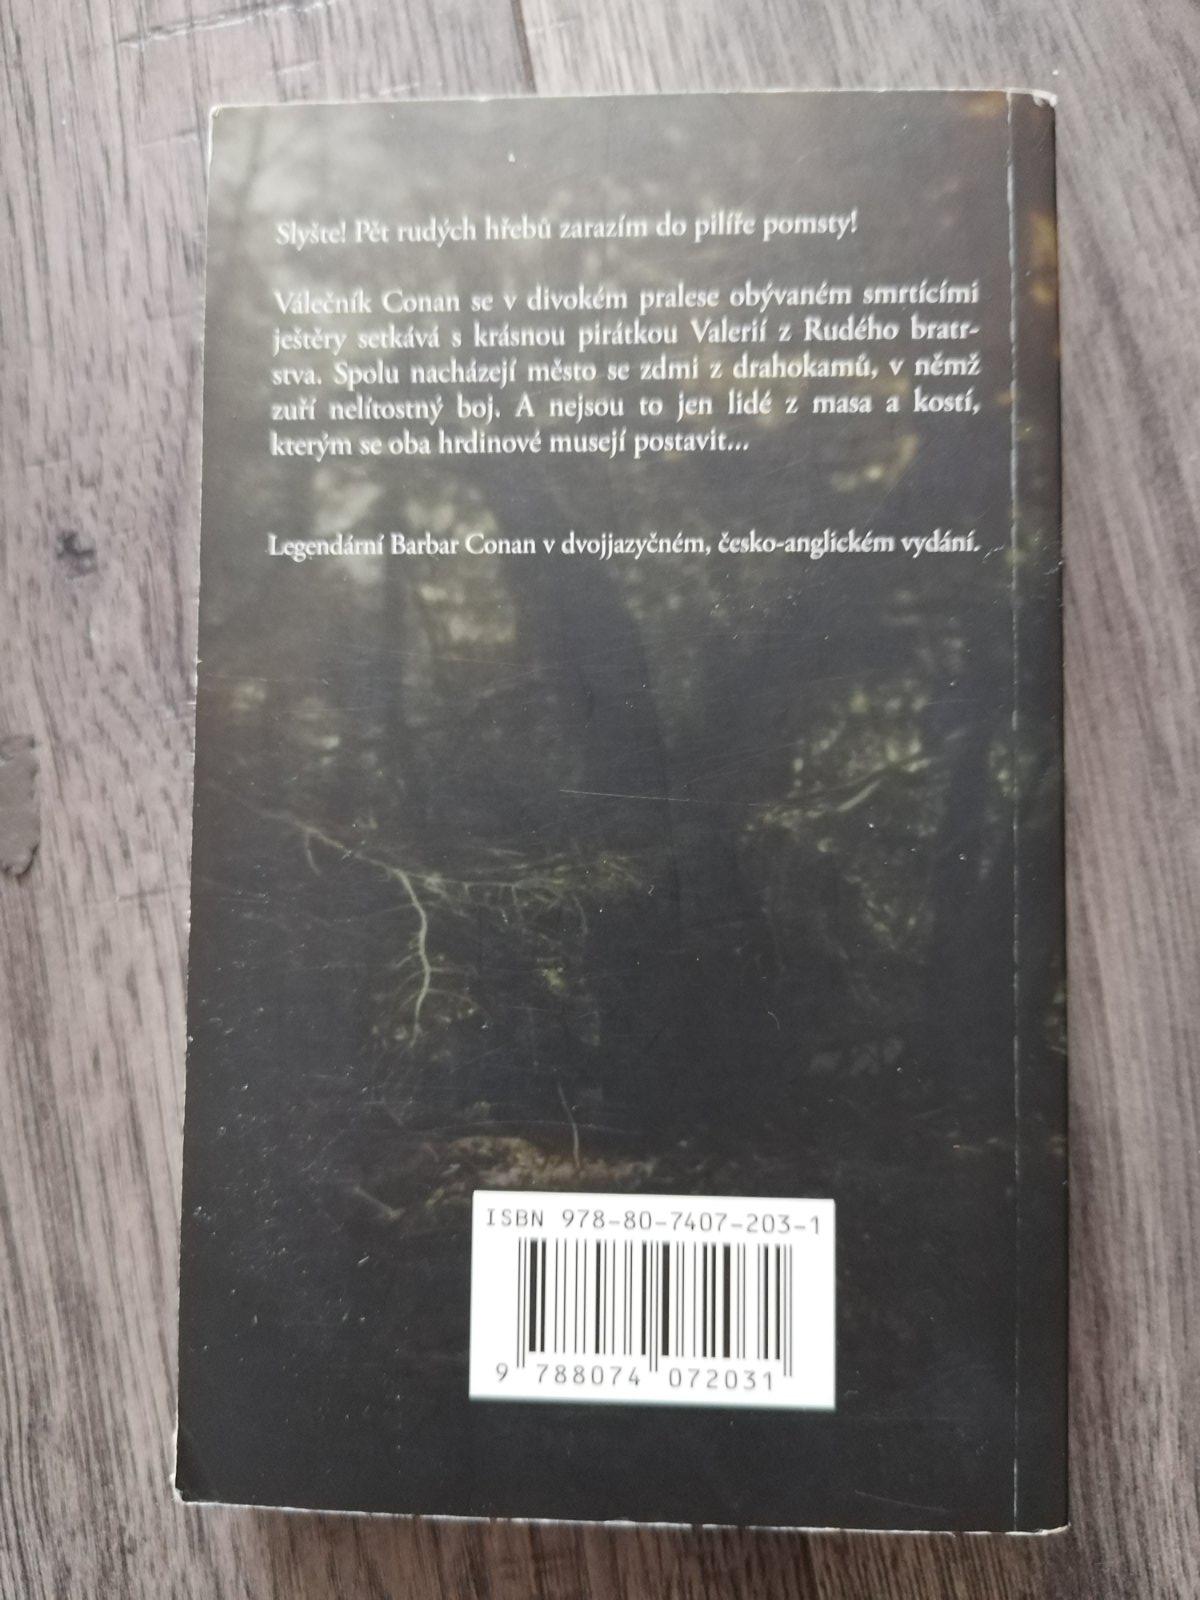 Slyšte! Pět rudých hřebů zarazím do pilíře pomsty!
Válečník Conan se v divokém pralese obývaném smrtícími
ještěry setkává s krásnou pirátkou Valerií z Rudého bratr-
stva. Spolu nacházejí město se zdmi z drahokamů, v němž
zuří nelítostný boj. A nejsou to jen lidé z masa a kostí,
kterým se oba hrdinové musejí postavit...
Legendární Barbar Conan v dvojjazyčném, česko-anglickém vydání.
ISBN 978-80-7407-203-1
9 788074 072031